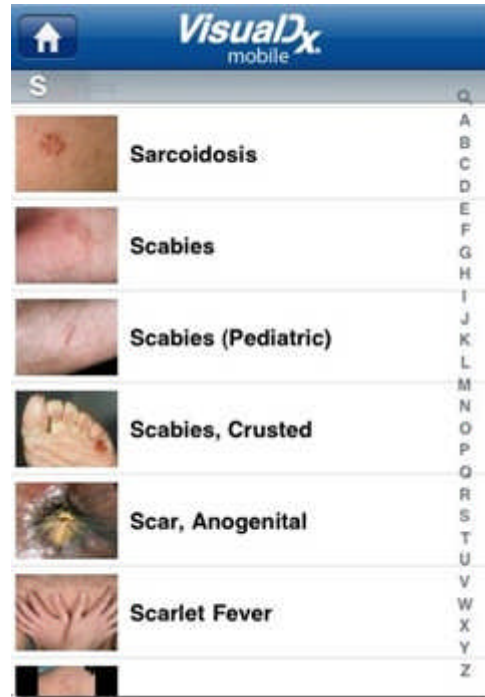 VisualDx
mobile
S
Sarcoidosis
Scabies
Scabies (Pediatric)
Scabies, Crusted
Scar, Anogenital
Scarlet Fever
A
B
C
D
E
F
G
H
I
J
K
L
M
N
O
P
Q
R
S
T
U
V
W
X
Y
Z